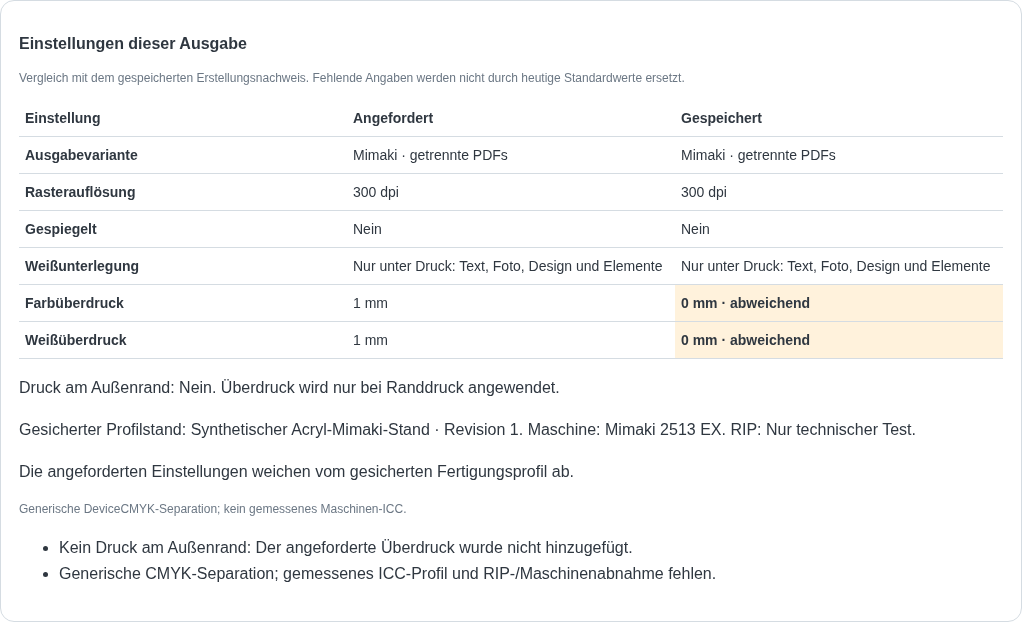 Einstellungen dieser Ausgabe
Vergleich mit dem gespeicherten Erstellungsnachweis. Fehlende Angaben werden nicht durch heutige Standardwerte ersetzt.
Einstellung Angefordert Gespeichert
Ausgabevariante Mimaki · getrennte PDFs Mimaki · getrennte PDFs
Rasterauflösung 300 dpi 300 dpi
Gespiegelt Nein Nein
Weißunterlegung Nur unter Druck: Text, Foto, Design und Elemente Nur unter Druck: Text, Foto, Design und Elemente
Farbüberdruck 1 mm 0 mm · abweichend
Weißüberdruck 1 mm 0 mm · abweichend
Druck am Außenrand: Nein. Überdruck wird nur bei Randdruck angewendet.
Gesicherter Profilstand: Synthetischer Acryl-Mimaki-Stand · Revision 1. Maschine: Mimaki 2513 EX. RIP: Nur technischer Test.
Die angeforderten Einstellungen weichen vom gesicherten Fertigungsprofil ab.
Generische DeviceCMYK-Separation; kein gemessenes Maschinen-ICC.
• Kein Druck am Außenrand: Der angeforderte Überdruck wurde nicht hinzugefügt.
• Generische CMYK-Separation; gemessenes ICC-Profil und RIP-/Maschinenabnahme fehlen.